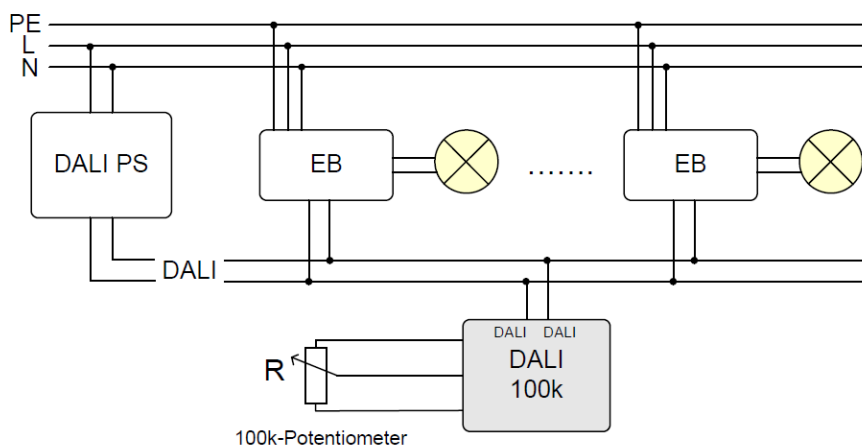 PE
L
N
DALI PS
EB
.......
EB
DALI
DALI DALI
DALI
100k
R
100k-Potentiometer